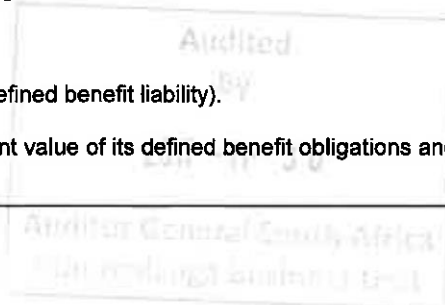 Audited
By
efined benefit liability).
nt value of its defined benefit obligations an
Auditor General South Africa